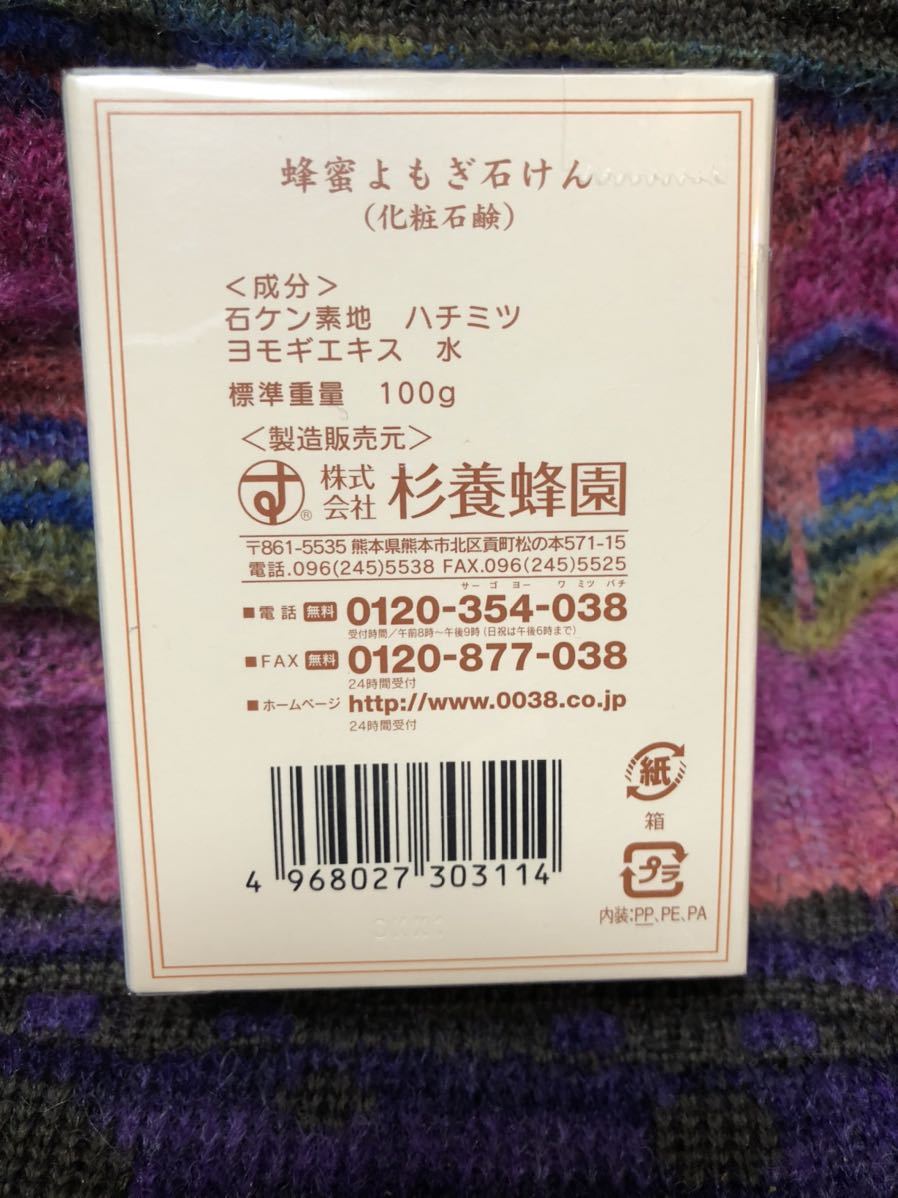 蜂蜜よもぎ石けん
(化粧石鹸)
＜成分＞
石ケン素地　ハチミツ
ヨモギエキス　水
標準重量　100g
＜製造販売元＞
す® 株式会社 杉養蜂園
〒861-5535 熊本県熊本市北区貢町松の本571-15
電話.096(245)5538 FAX.096(245)5525
サーゴヨー　ワミツバチ
■電話 無料 0120-354-038
受付時間／午前8時～午後9時(日祝は午後6時まで)
■FAX 無料 0120-877-038
24時間受付
■ホームページ http://www.0038.co.jp
24時間受付
紙
箱
プラ
内装:PP、PE、PA
4 968027 303114